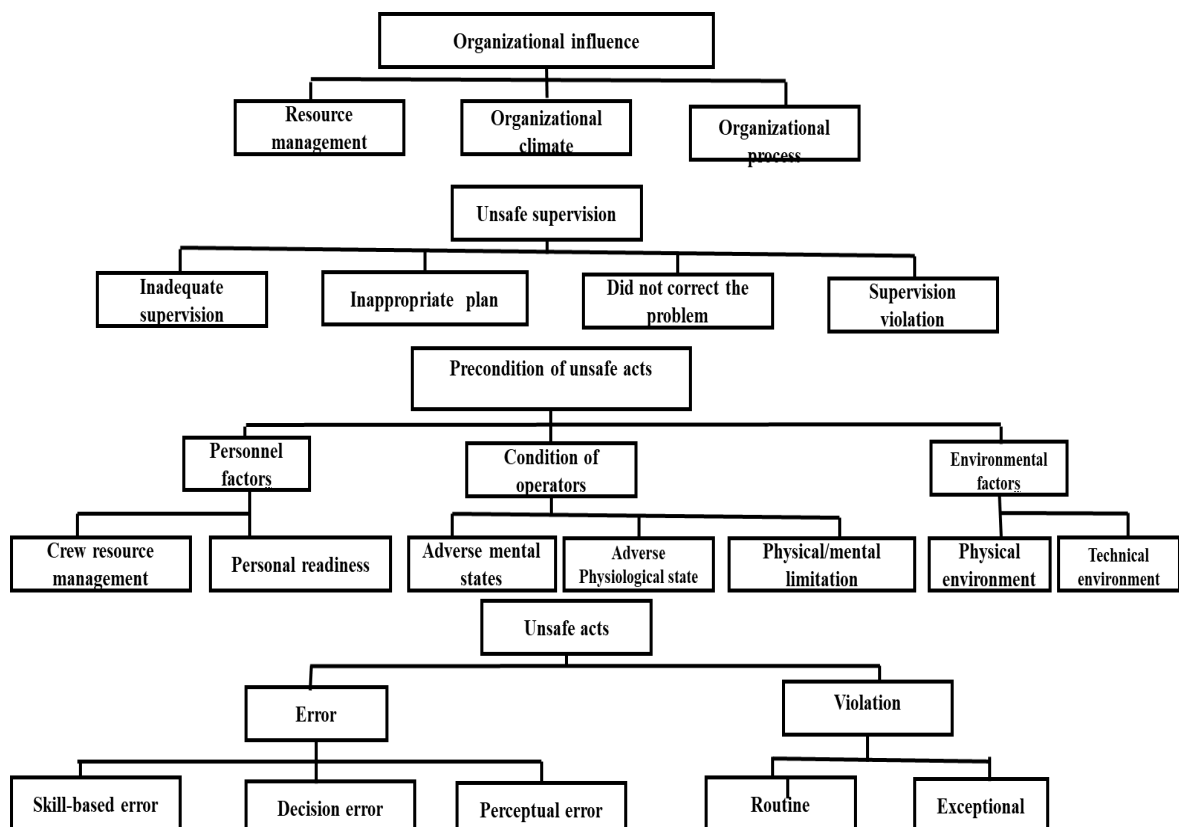 Organizational influence
Resource
management
Organizational
climate
Organizational
process
Unsafe supervision
Inadequate
supervision
Inappropriate plan
Did not correct the
problem
Supervision
violation
Precondition of unsafe acts
Personnel
factors
Condition of
operators
Environmental
factors
Crew resource
management
Personal readiness
Adverse mental
states
Adverse
Physiological state
Physical/mental
limitation
Physical
environment
Technical
environment
Unsafe acts
Error
Violation
Skill-based error
Decision error
Perceptual error
Routine
Exceptional